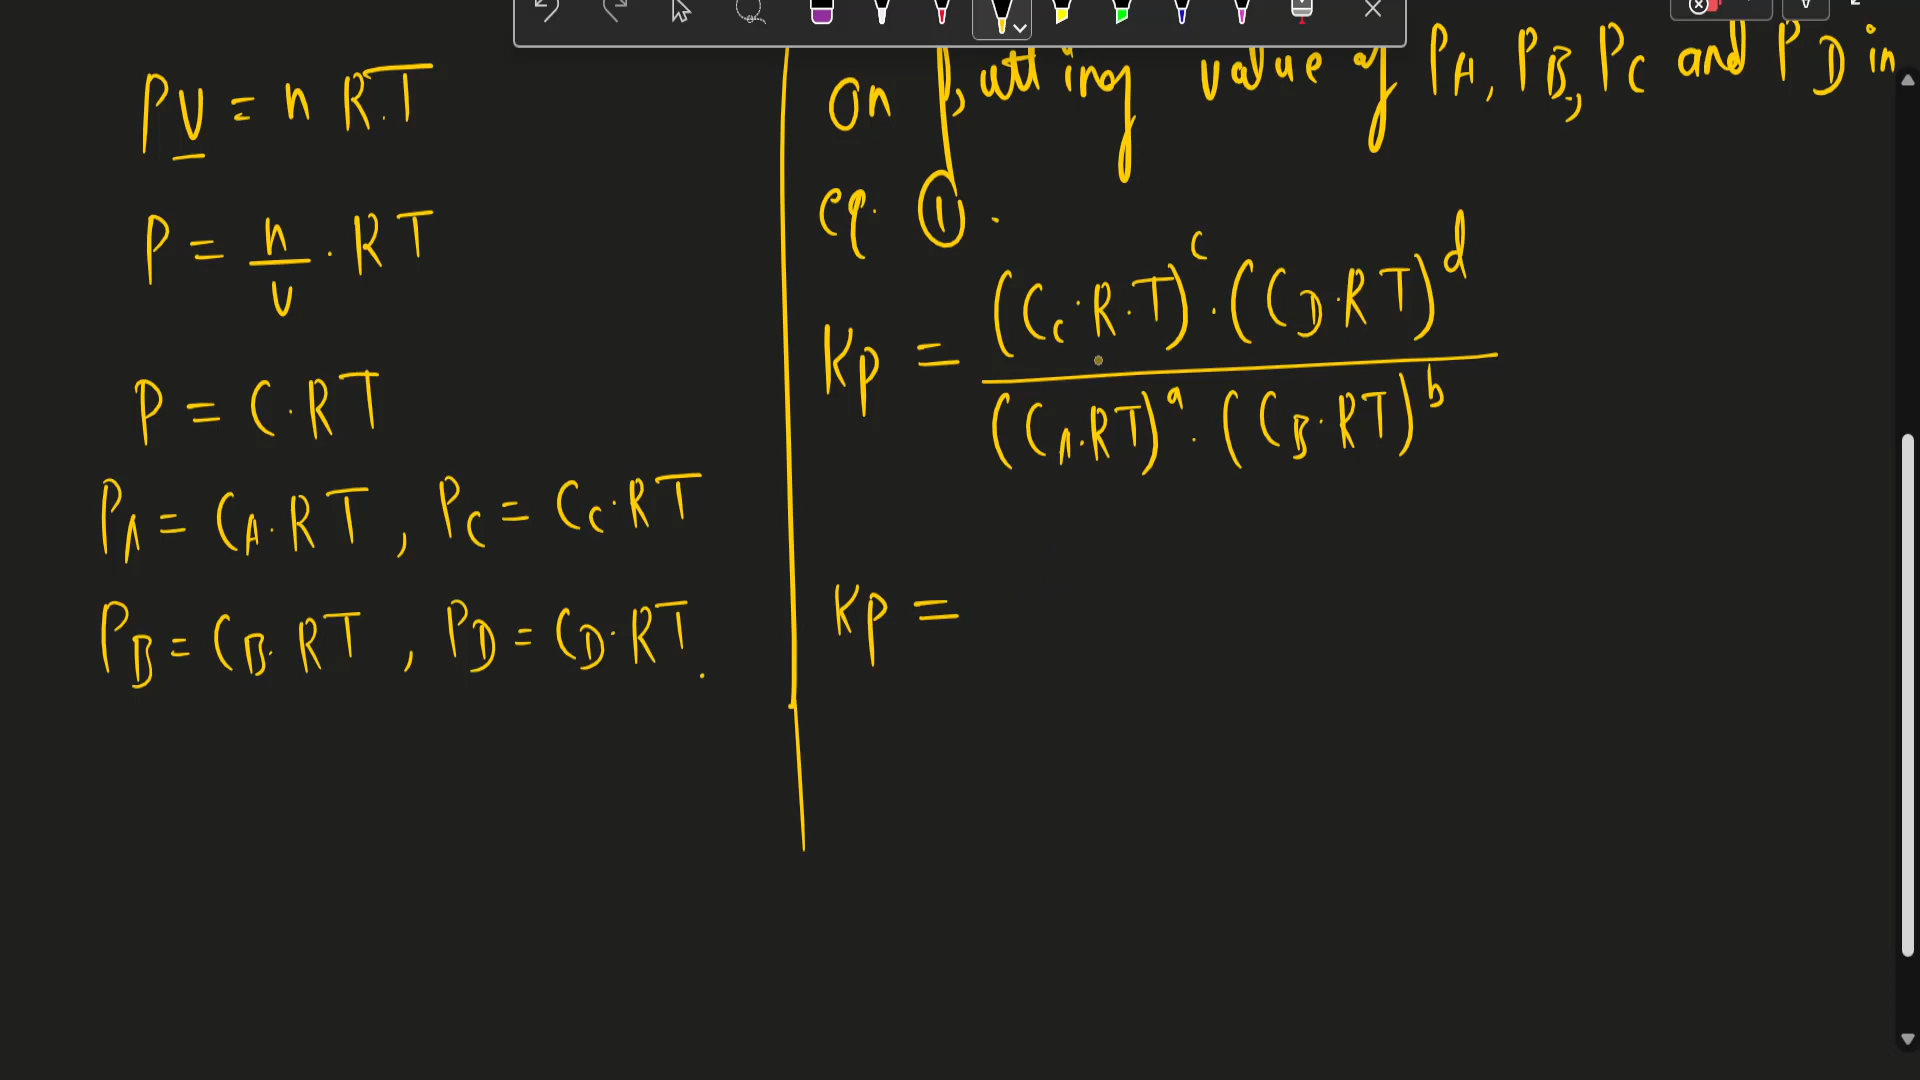 PV = n R.T
P = n/V . RT
P = C.RT
PA = CA.RT , PC = CC.RT
PB = CB.RT , PD = CD.RT.
On putting value of PA, PB, PC and PD in
eq. ①.
Kp = (CC.R.T)^c . (CD.RT)^d / (CA.RT)^a . (CB.RT)^b
Kp =